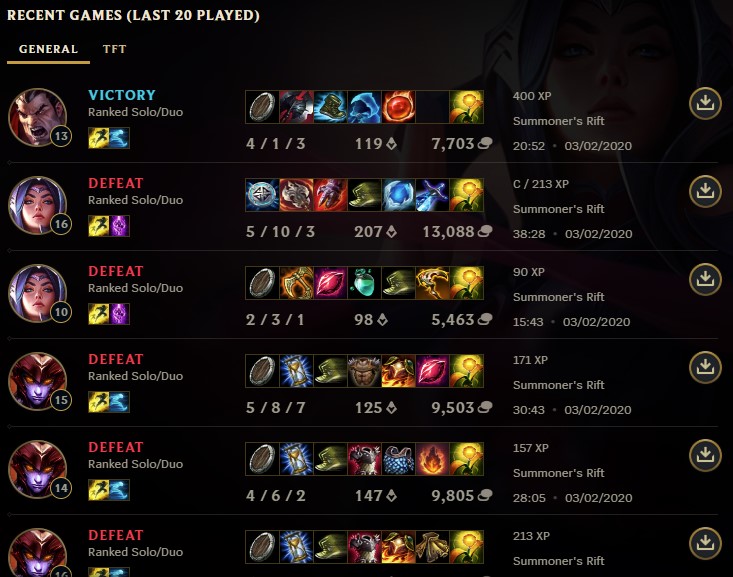 RECENT GAMES (LAST 20 PLAYED)
GENERAL TFT
13
VICTORY
Ranked Solo/Duo
4 / 1 / 3 119 7,703
400 XP
Summoner's Rift
20:52 • 03/02/2020
16
DEFEAT
Ranked Solo/Duo
5 / 10 / 3 207 13,088
C / 213 XP
Summoner's Rift
38:28 • 03/02/2020
10
DEFEAT
Ranked Solo/Duo
2 / 3 / 1 98 5,463
90 XP
Summoner's Rift
15:43 • 03/02/2020
15
DEFEAT
Ranked Solo/Duo
5 / 8 / 7 125 9,503
171 XP
Summoner's Rift
30:43 • 03/02/2020
14
DEFEAT
Ranked Solo/Duo
4 / 6 / 2 147 9,805
157 XP
Summoner's Rift
28:05 • 03/02/2020
DEFEAT
Ranked Solo/Duo
213 XP
Summoner's Rift